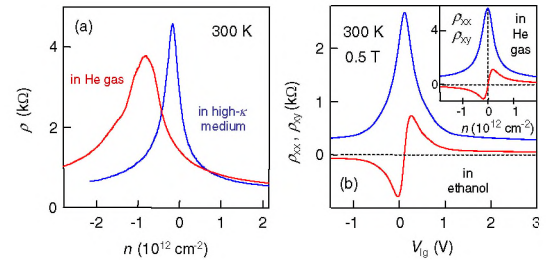 (a)
300 K
in He gas
in high-κ
medium
6
4
2
0
ρ (kΩ)
-2
-1
0
1
2
n (10¹² cm⁻²)
300 K
0.5 T
2
1
0
ρxx , ρxy (kΩ)
(b)
in
ethanol
-1
0
1
2
3
Vlg (V)
ρxx
ρxy
in
He
gas
4
0
-1
0
1
n (10¹² cm⁻²)